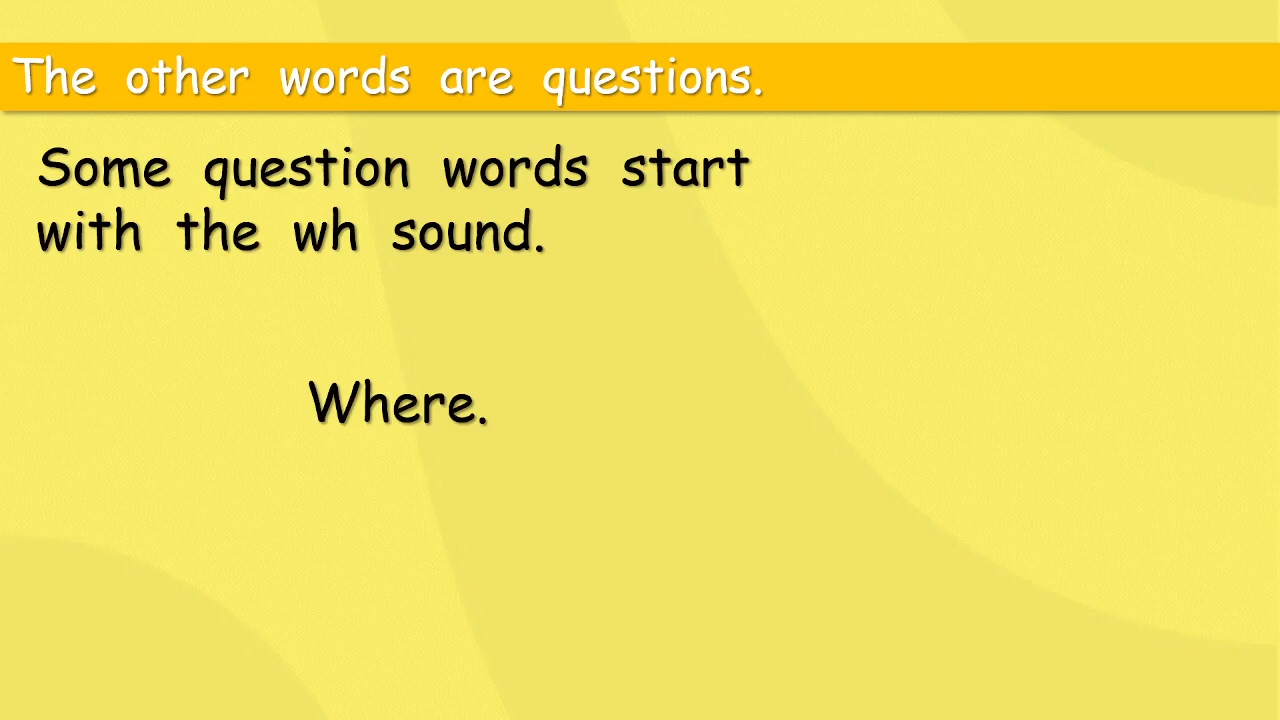 The other words are questions.
Some question words start
with the wh sound.
Where.